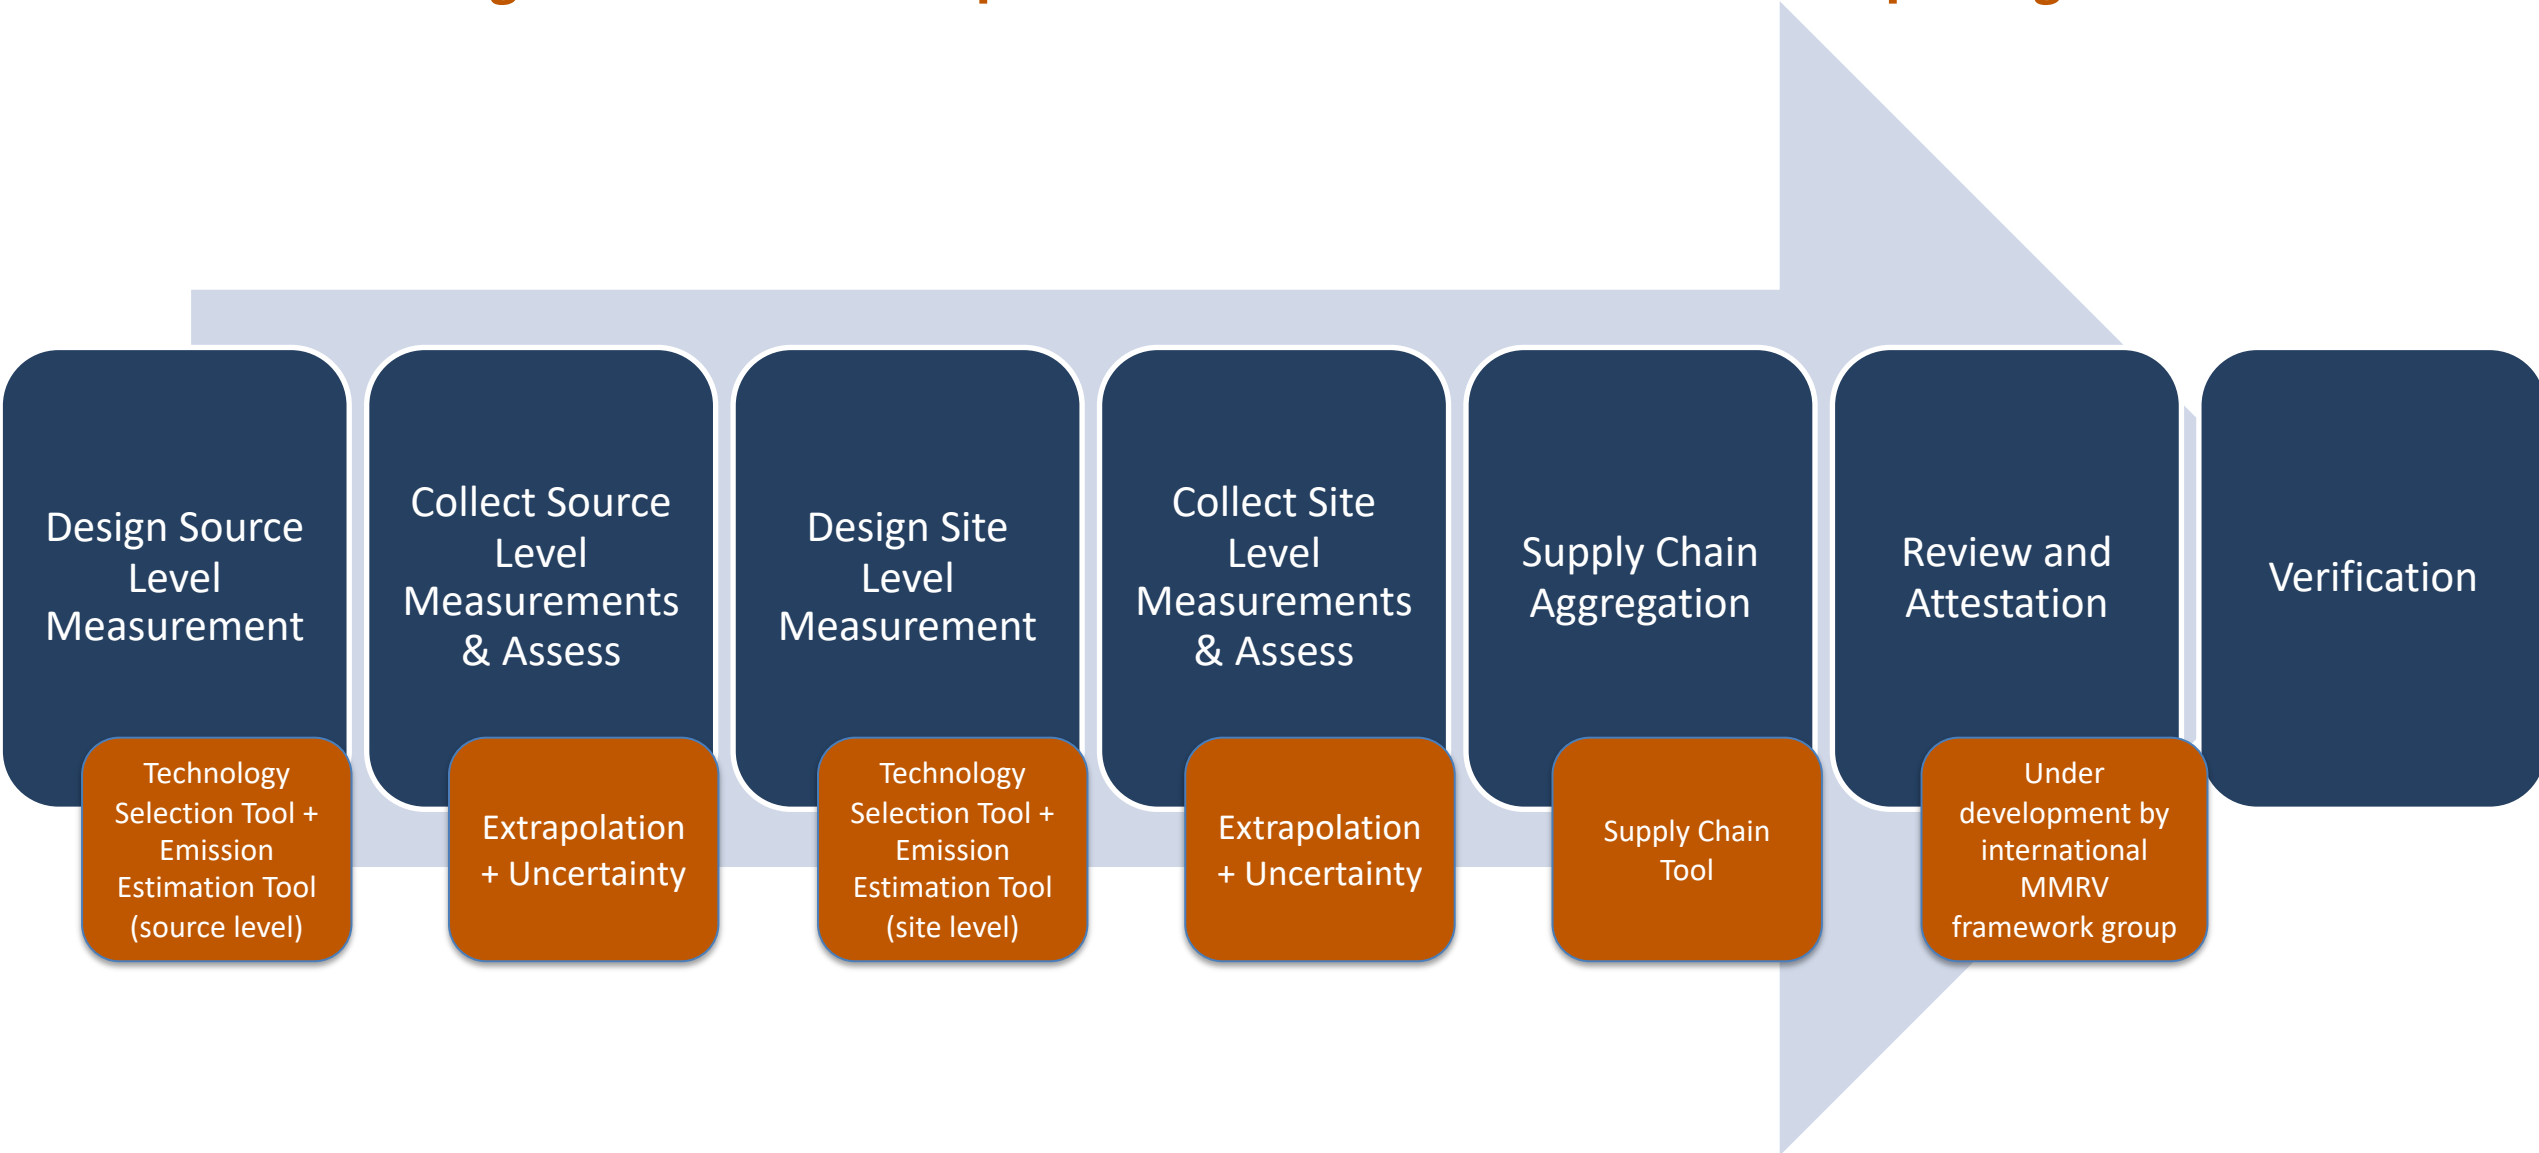 Design Source
Level
Measurement
Collect Source
Level
Measurements
& Assess
Design Site
Level
Measurement
Collect Site
Level
Measurements
& Assess
Supply Chain
Aggregation
Review and
Attestation
Verification
Technology
Selection Tool +
Emission
Estimation Tool
(source level)
Extrapolation
+ Uncertainty
Technology
Selection Tool +
Emission
Estimation Tool
(site level)
Extrapolation
+ Uncertainty
Supply Chain
Tool
Under
development by
international
MMRV
framework group